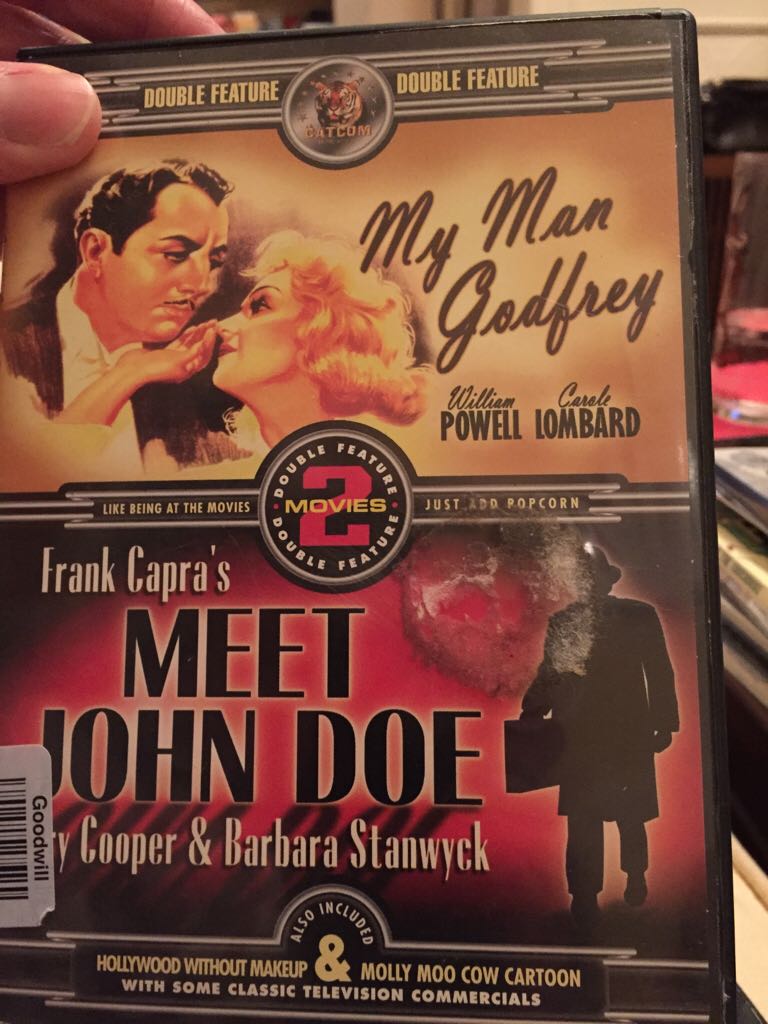 DOUBLE FEATURE
CATCOM
DOUBLE FEATURE
My Man
Godfrey
William Carole
POWELL LOMBARD
LIKE BEING AT THE MOVIES
DOUBLE FEATURE
2
MOVIES
DOUBLE FEATURE
JUST ADD POPCORN
Frank Capra's
MEET
JOHN DOE
ry Cooper & Barbara Stanwyck
Goodwill
ALSO INCLUDED
HOLLYWOOD WITHOUT MAKEUP & MOLLY MOO COW CARTOON
WITH SOME CLASSIC TELEVISION COMMERCIALS